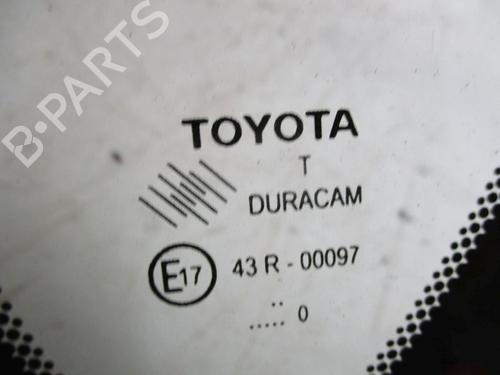 B-PARTS
TOYOTA
T
DURACAM
E17
43 R - 00097
..
..... 0